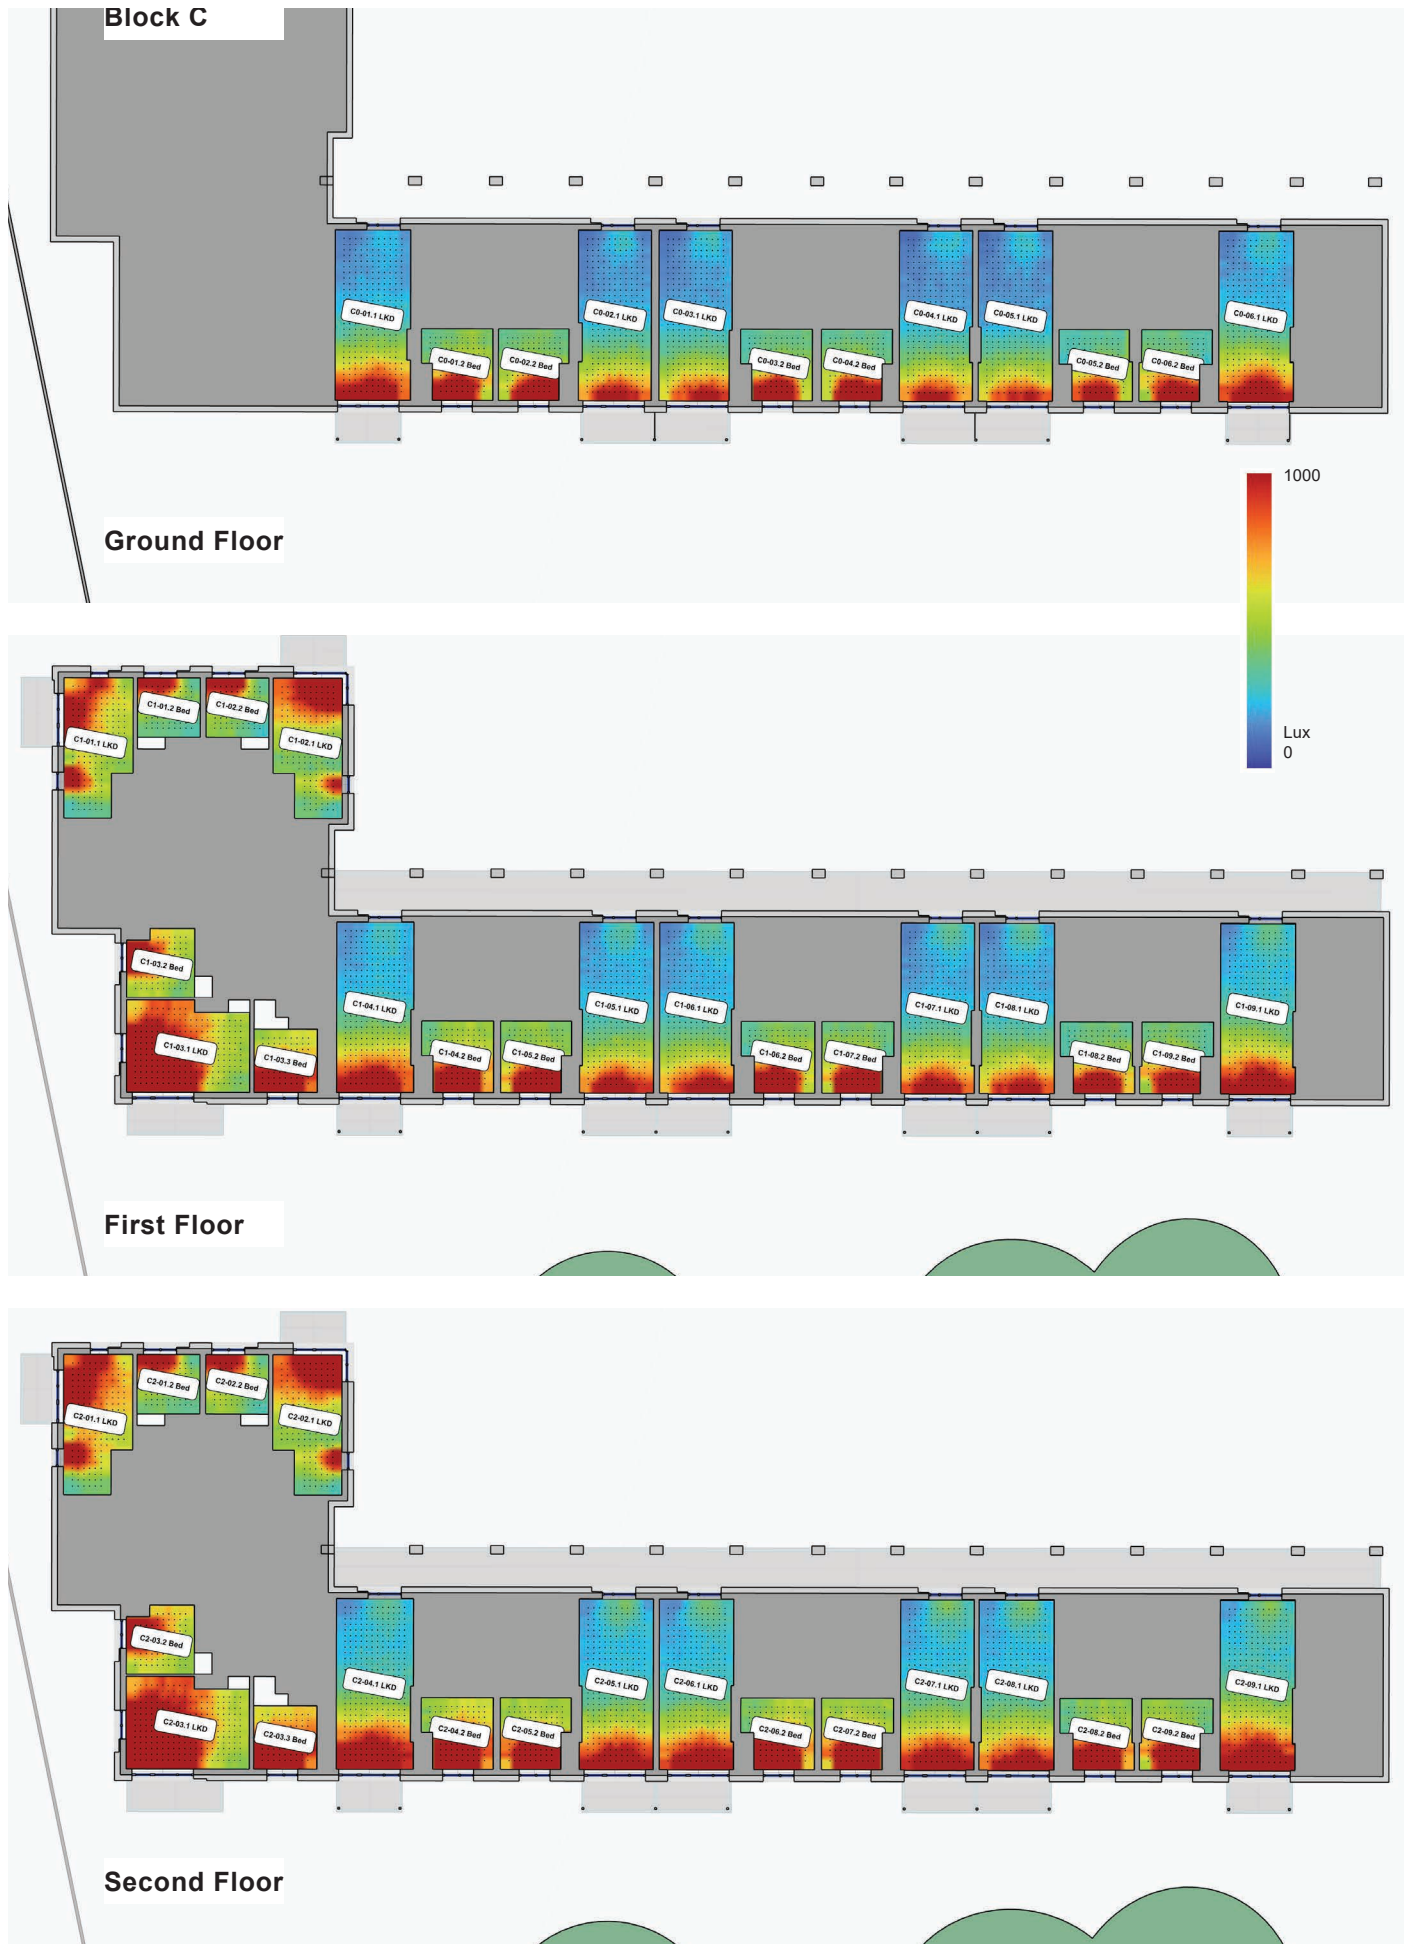 Block C
C0-01.1 LKD
C0-01.2 Bed
C0-02.2 Bed
C0-02.1 LKD
C0-03.1 LKD
C0-03.2 Bed
C0-04.2 Bed
C0-04.1 LKD
C0-05.1 LKD
C0-05.2 Bed
C0-06.2 Bed
C0-06.1 LKD
1000
Lux
0
Ground Floor
C1-01.1 LKD
C1-01.2 Bed
C1-02.2 Bed
C1-02.1 LKD
C1-03.2 Bed
C1-03.1 LKD
C1-03.3 Bed
C1-04.1 LKD
C1-04.2 Bed
C1-05.2 Bed
C1-05.1 LKD
C1-06.1 LKD
C1-06.2 Bed
C1-07.2 Bed
C1-07.1 LKD
C1-08.1 LKD
C1-08.2 Bed
C1-09.2 Bed
C1-09.1 LKD
First Floor
C2-01.1 LKD
C2-01.2 Bed
C2-02.2 Bed
C2-02.1 LKD
C2-03.2 Bed
C2-03.1 LKD
C2-03.3 Bed
C2-04.1 LKD
C2-04.2 Bed
C2-05.2 Bed
C2-05.1 LKD
C2-06.1 LKD
C2-06.2 Bed
C2-07.2 Bed
C2-07.1 LKD
C2-08.1 LKD
C2-08.2 Bed
C2-09.2 Bed
C2-09.1 LKD
Second Floor